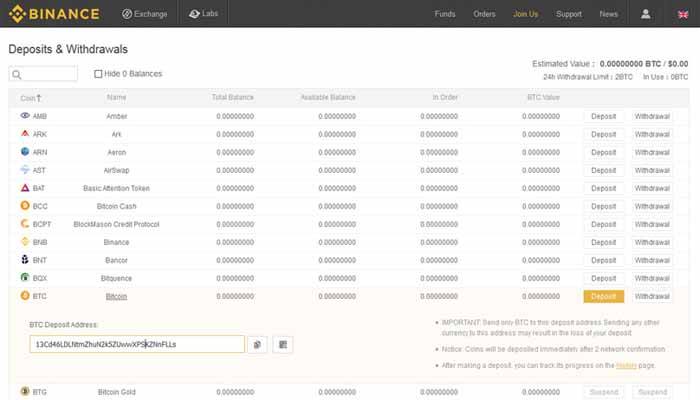 BINANCE Exchange Labs Funds Orders Join Us Support News
Deposits & Withdrawals
Estimated Value : 0.00000000 BTC / $0.00
Hide 0 Balances
24h Withdrawal Limit : 2BTC In Use : 0BTC
Coin Name Total Balance Available Balance In Order BTC Value
AMB Amber 0.00000000 0.00000000 0.00000000 0.00000000 Deposit Withdrawal
ARK Ark 0.00000000 0.00000000 0.00000000 0.00000000 Deposit Withdrawal
ARN Aeron 0.00000000 0.00000000 0.00000000 0.00000000 Deposit Withdrawal
AST AirSwap 0.00000000 0.00000000 0.00000000 0.00000000 Deposit Withdrawal
BAT Basic Attention Token 0.00000000 0.00000000 0.00000000 0.00000000 Deposit Withdrawal
BCC Bitcoin Cash 0.00000000 0.00000000 0.00000000 0.00000000 Deposit Withdrawal
BCPT BlockMason Credit Protocol 0.00000000 0.00000000 0.00000000 0.00000000 Deposit Withdrawal
BNB Binance 0.00000000 0.00000000 0.00000000 0.00000000 Deposit Withdrawal
BNT Bancor 0.00000000 0.00000000 0.00000000 0.00000000 Deposit Withdrawal
BQX Bitquence 0.00000000 0.00000000 0.00000000 0.00000000 Deposit Withdrawal
BTC Bitcoin 0.00000000 0.00000000 0.00000000 0.00000000 Deposit Withdrawal
BTC Deposit Address:
IMPORTANT: Send only BTC to this deposit address.Sending any other
currency to this address may result in the loss of your deposit.
Notice: Coins will be deposited immediately after 2 network confirmation
After making a deposit, you can track its progress on the History page.
BTG Bitcoin Gold 0.00000000 0.00000000 0.00000000 0.00000000 Suspend Suspend